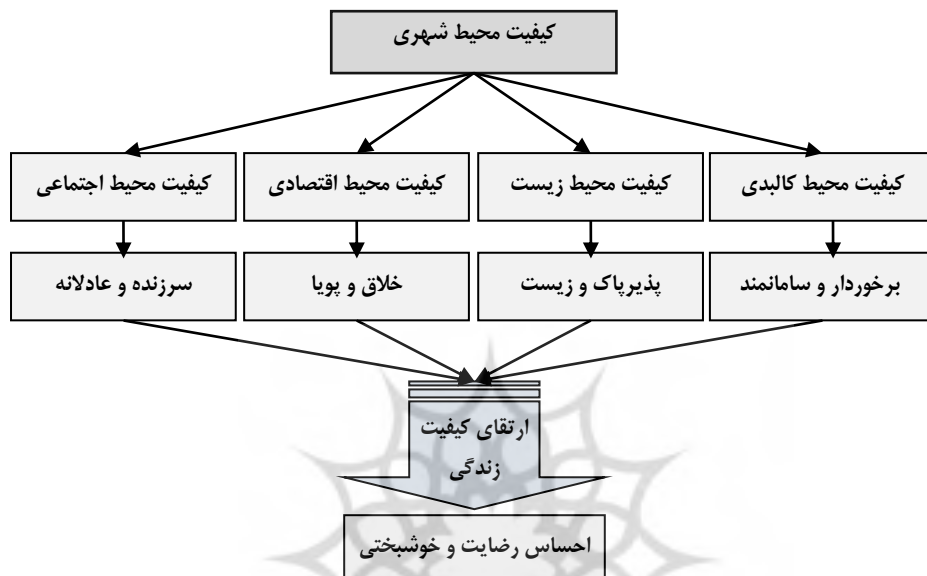 کیفیت محیط شهری
کیفیت محیط کالبدی
کیفیت محیط زیست
کیفیت محیط اقتصادی
کیفیت محیط اجتماعی
برخوردار و سامانمند
پذیرپاک و زیست
خلاق و پویا
سرزنده و عادلانه
ارتقای کیفیت
زندگی
احساس رضایت و خوشبختی